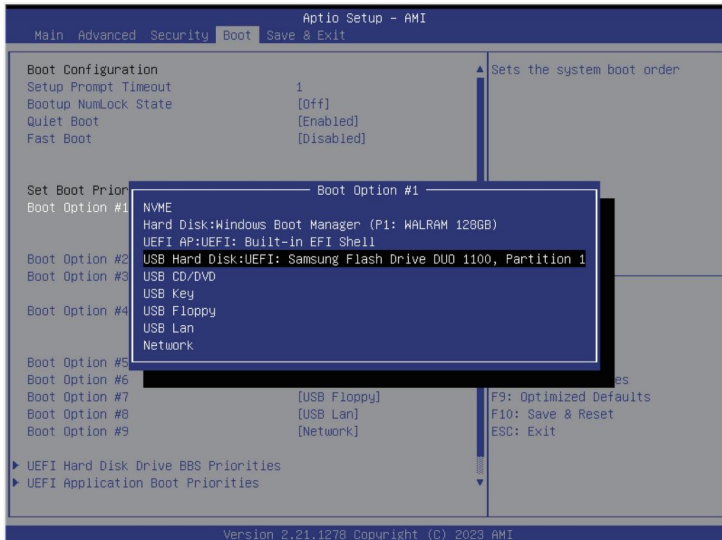 Aptio Setup – AMI
Main Advanced Security Boot Save & Exit
Boot Configuration
Setup Prompt Timeout 1
Bootup NumLock State [Off]
Quiet Boot [Enabled]
Fast Boot [Disabled]
Sets the system boot order
Set Boot Prior
Boot Option #1
Boot Option #2
Boot Option #3
Boot Option #4
Boot Option #5
Boot Option #6
Boot Option #7 [USB Floppy]
Boot Option #8 [USB Lan]
Boot Option #9 [Network]
▶ UEFI Hard Disk Drive BBS Priorities
▶ UEFI Application Boot Priorities
Boot Option #1
NVME
Hard Disk:Windows Boot Manager (P1: WALRAM 128GB)
UEFI AP:UEFI: Built-in EFI Shell
USB Hard Disk:UEFI: Samsung Flash Drive DUO 1100, Partition 1
USB CD/DVD
USB Key
USB Floppy
USB Lan
Network
es
F9: Optimized Defaults
F10: Save & Reset
ESC: Exit
Version 2.21.1278 Copyright (C) 2023 AMI